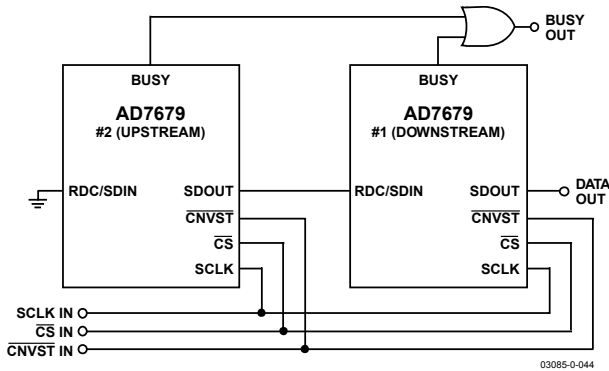 BUSY
OUT
BUSY
BUSY
AD7679
#2 (UPSTREAM)
AD7679
#1 (DOWNSTREAM)
RDC/SDIN
SDOUT
RDC/SDIN
SDOUT
DATA
OUT
CNVST
CNVST
CS
CS
SCLK
SCLK
SCLK IN
CS IN
CNVST IN
03085-0-044